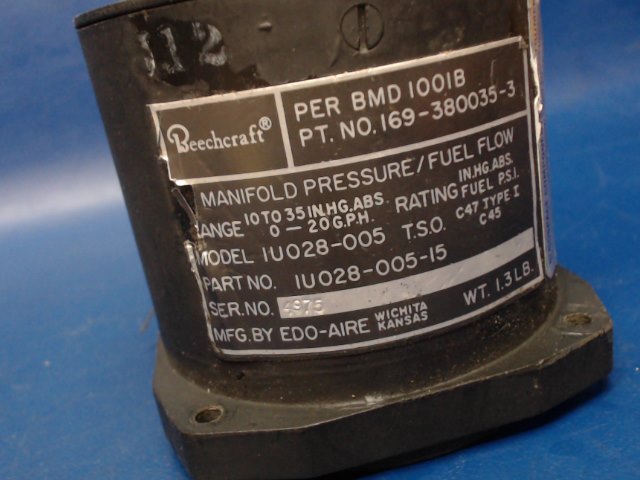 J12
Beechcraft®
PER BMD 1001B
PT. NO. 169-380035-3
MANIFOLD PRESSURE/FUEL FLOW
RANGE 10 TO 35 IN.HG.ABS. RATING IN.HG.ABS.
0 — 20 G.P.H. FUEL P.S.I.
MODEL 1U028-005 T.S.O. C47 TYPE I
C45
PART NO. 1U028-005-15
SER. NO. 4975
MFG. BY EDO-AIRE WICHITA KANSAS WT. 1.3 LB.